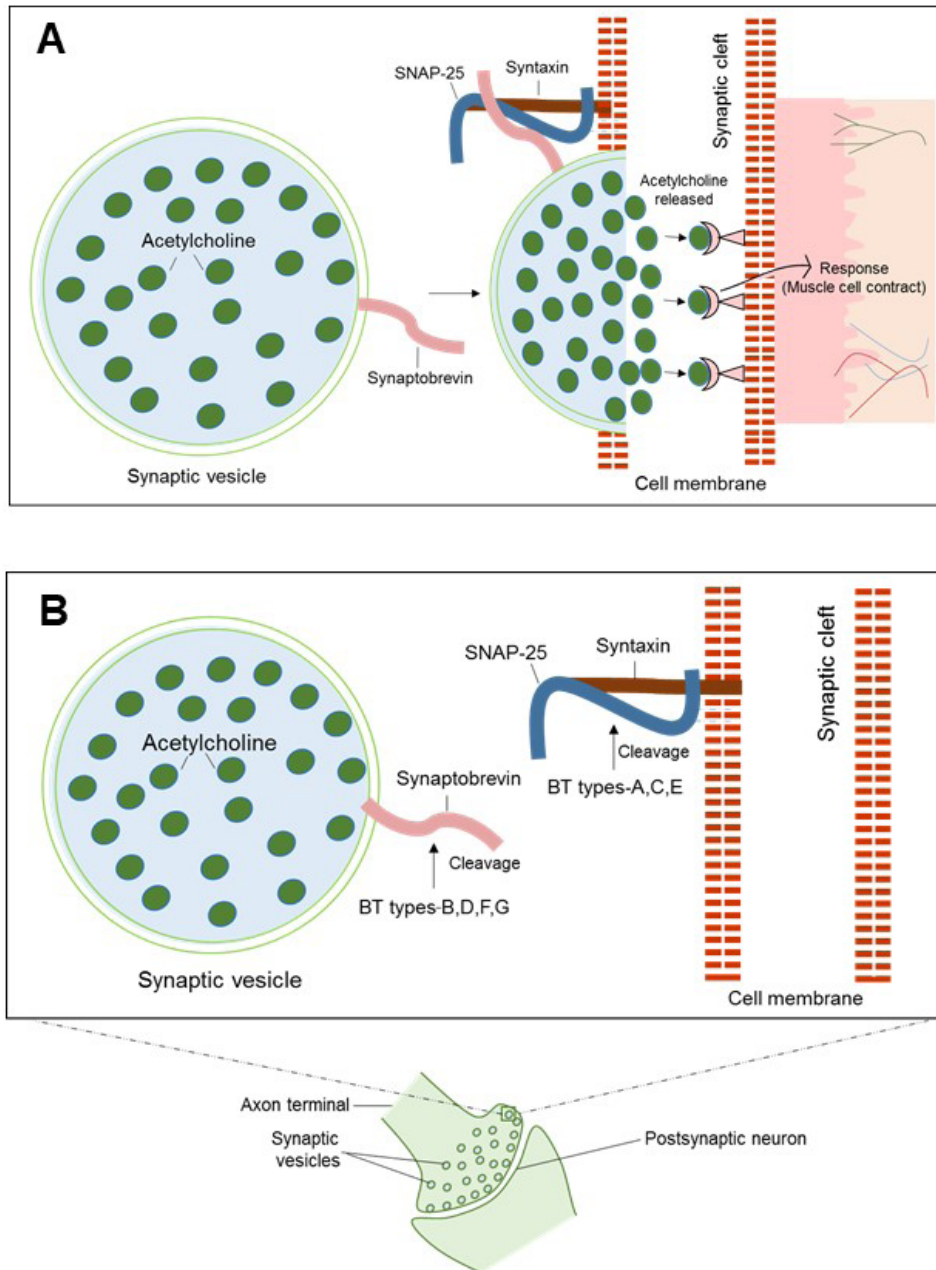 A
SNAP-25
Syntaxin
Synaptic cleft
Acetylcholine
released
Acetylcholine
Response
(Muscle cell contract)
Synaptobrevin
Synaptic vesicle
Cell membrane
B
SNAP-25
Syntaxin
Synaptic cleft
Acetylcholine
Synaptobrevin
Cleavage
BT types-A,C,E
Cleavage
BT types-B,D,F,G
Synaptic vesicle
Cell membrane
Axon terminal
Synaptic
vesicles
Postsynaptic neuron